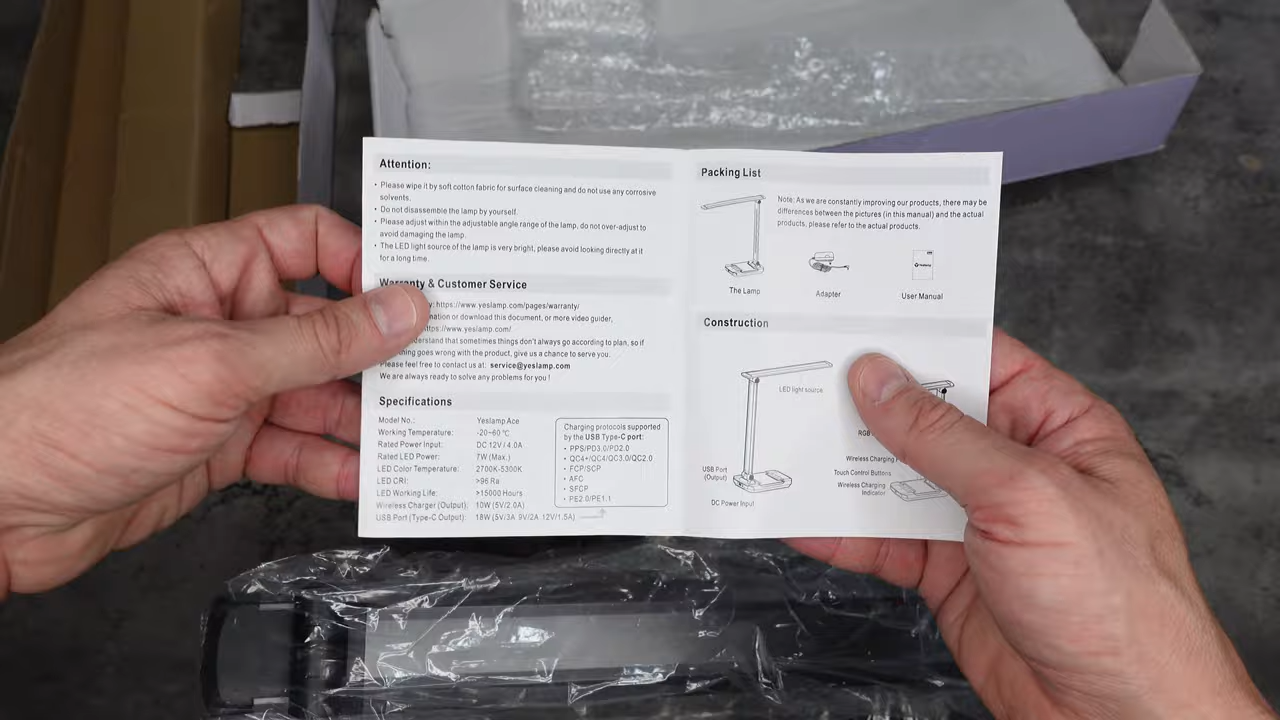 Attention:
• Please wipe it by soft cotton fabric for surface cleaning and do not use any corrosive
solvents.
• Do not disassemble the lamp by yourself.
• Please adjust within the adjustable angle range of the lamp, do not over-adjust to
avoid damaging the lamp.
• The LED light source of the lamp is very bright, please avoid looking directly at it
for a long time.
Warranty & Customer Service
https://www.yeslamp.com/pages/warranty/
or download this document, or more video guider,
https://www.yeslamp.com/
that sometimes things don't always go according to plan, so if
goes wrong with the product, give us a chance to serve you.
Please feel free to contact us at: service@yeslamp.com
We are always ready to solve any problems for you !
Specifications
Model No.: Yeslamp Ace
Working Temperature: -20~60 ℃
Rated Power Input: DC 12V / 4.0A
Rated LED Power: 7W (Max.)
LED Color Temperature: 2700K-5300K
LED CRI: >96 Ra
LED Working Life: >15000 Hours
Wireless Charger (Output): 10W (5V/2.0A)
USB Port (Type-C Output): 18W (5V/3A 9V/2A 12V/1.5A)
Charging protocols supported
by the USB Type-C port:
• PPS/PD3.0/PD2.0
• QC4+/QC4/QC3.0/QC2.0
• FCP/SCP
• AFC
• SFCP
• PE2.0/PE1.1
Packing List
Note: As we are constantly improving our products, there may be
differences between the pictures (in this manual) and the actual
products, please refer to the actual products.
The Lamp
Adapter
User Manual
Construction
LED light source
USB Port
(Output)
DC Power Input
RGB
Wireless Charging
Touch Control Buttons
Wireless Charging
Indicator